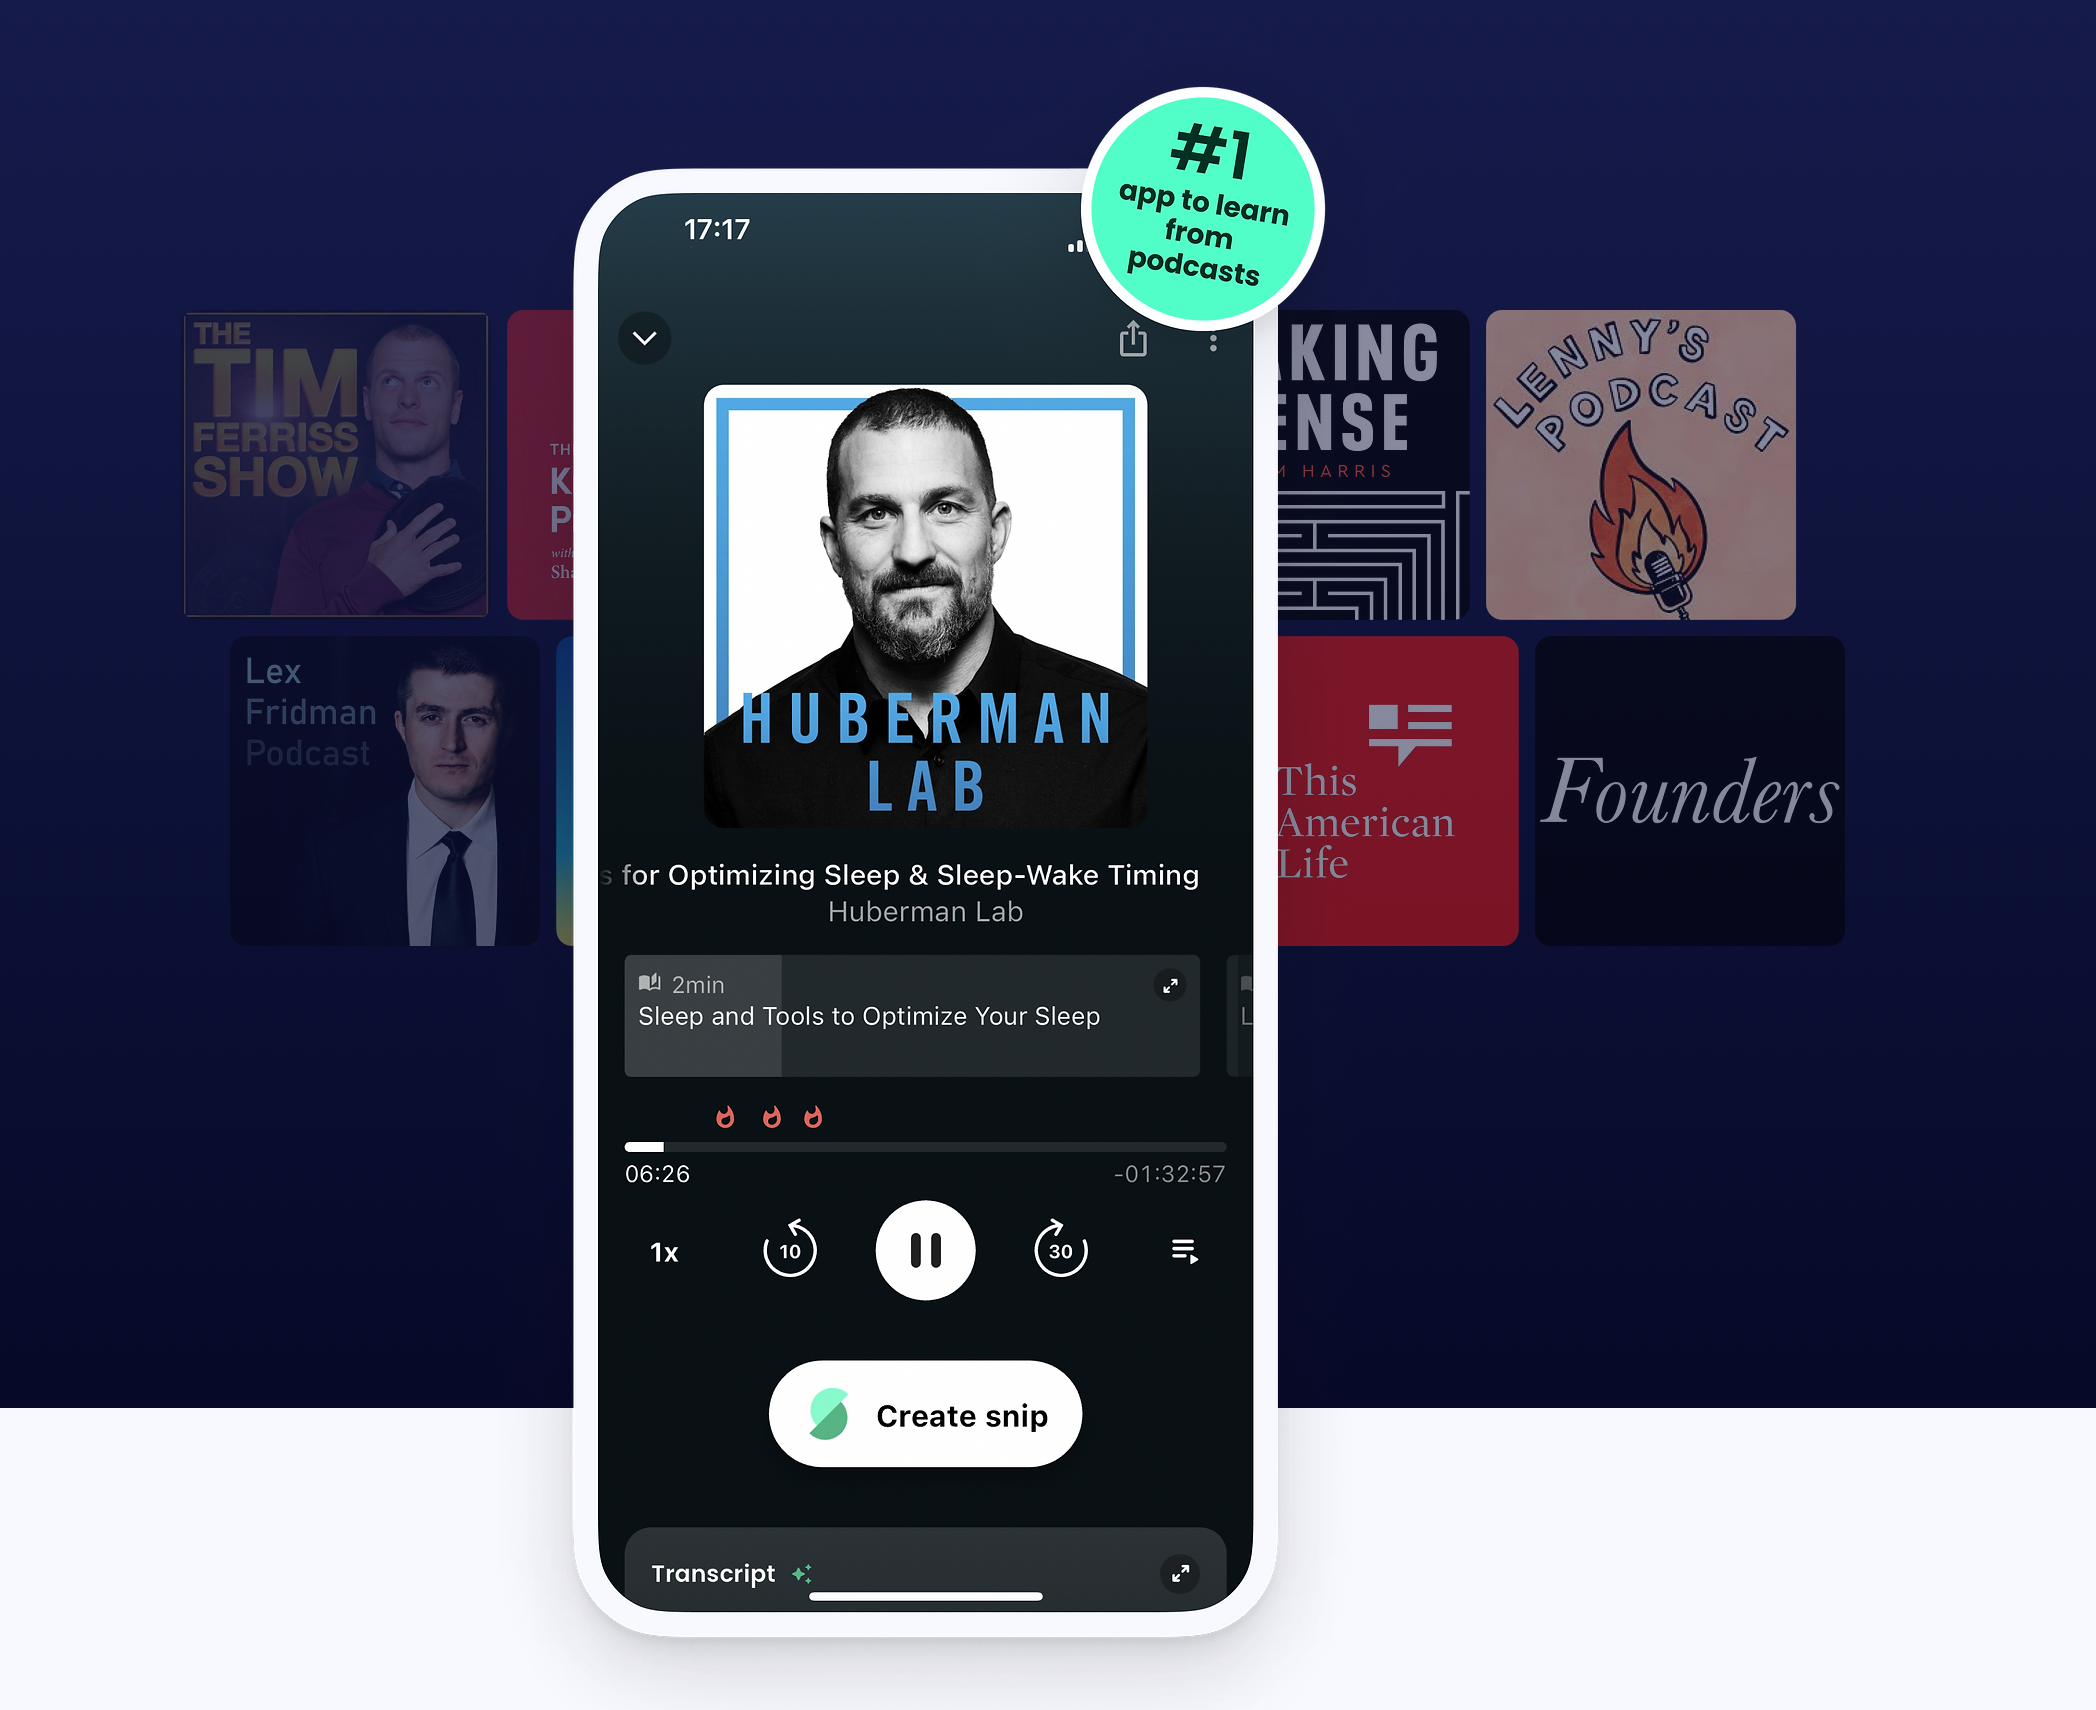 #1
app to learn
from
podcasts
17:17
THE
TIM
FERRISS
SHOW
TH
K
P
with
Sha
KING
ENSE
M HARRIS
LENNY'S
PODCAST
HUBERMAN
LAB
Lex
Fridman
Podcast
This
American
Life
Founders
s for Optimizing Sleep & Sleep-Wake Timing
Huberman Lab
2min
Sleep and Tools to Optimize Your Sleep
L
06:26
-01:32:57
1x
10
30
Create snip
Transcript